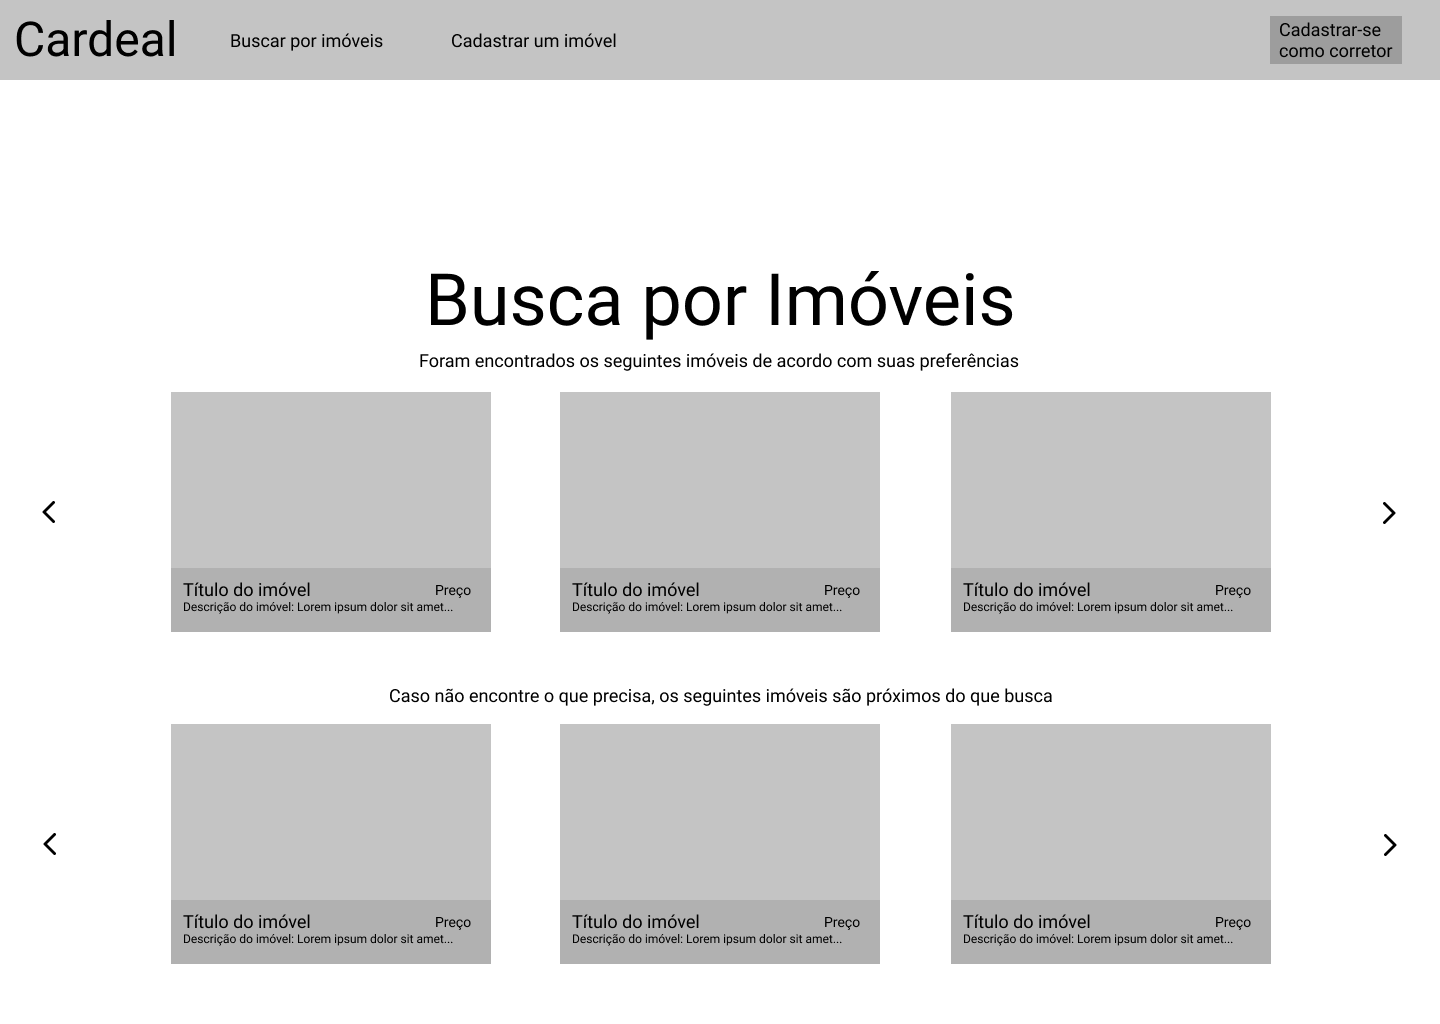 Cardeal
Buscar por imóveis
Cadastrar um imóvel
Cadastrar-se
como corretor
Busca por Imóveis
Foram encontrados os seguintes imóveis de acordo com suas preferências
Título do imóvel
Preço
Descrição do imóvel: Lorem ipsum dolor sit amet...
Título do imóvel
Preço
Descrição do imóvel: Lorem ipsum dolor sit amet...
Título do imóvel
Preço
Descrição do imóvel: Lorem ipsum dolor sit amet...
Caso não encontre o que precisa, os seguintes imóveis são próximos do que busca
Título do imóvel
Preço
Descrição do imóvel: Lorem ipsum dolor sit amet...
Título do imóvel
Preço
Descrição do imóvel: Lorem ipsum dolor sit amet...
Título do imóvel
Preço
Descrição do imóvel: Lorem ipsum dolor sit amet...